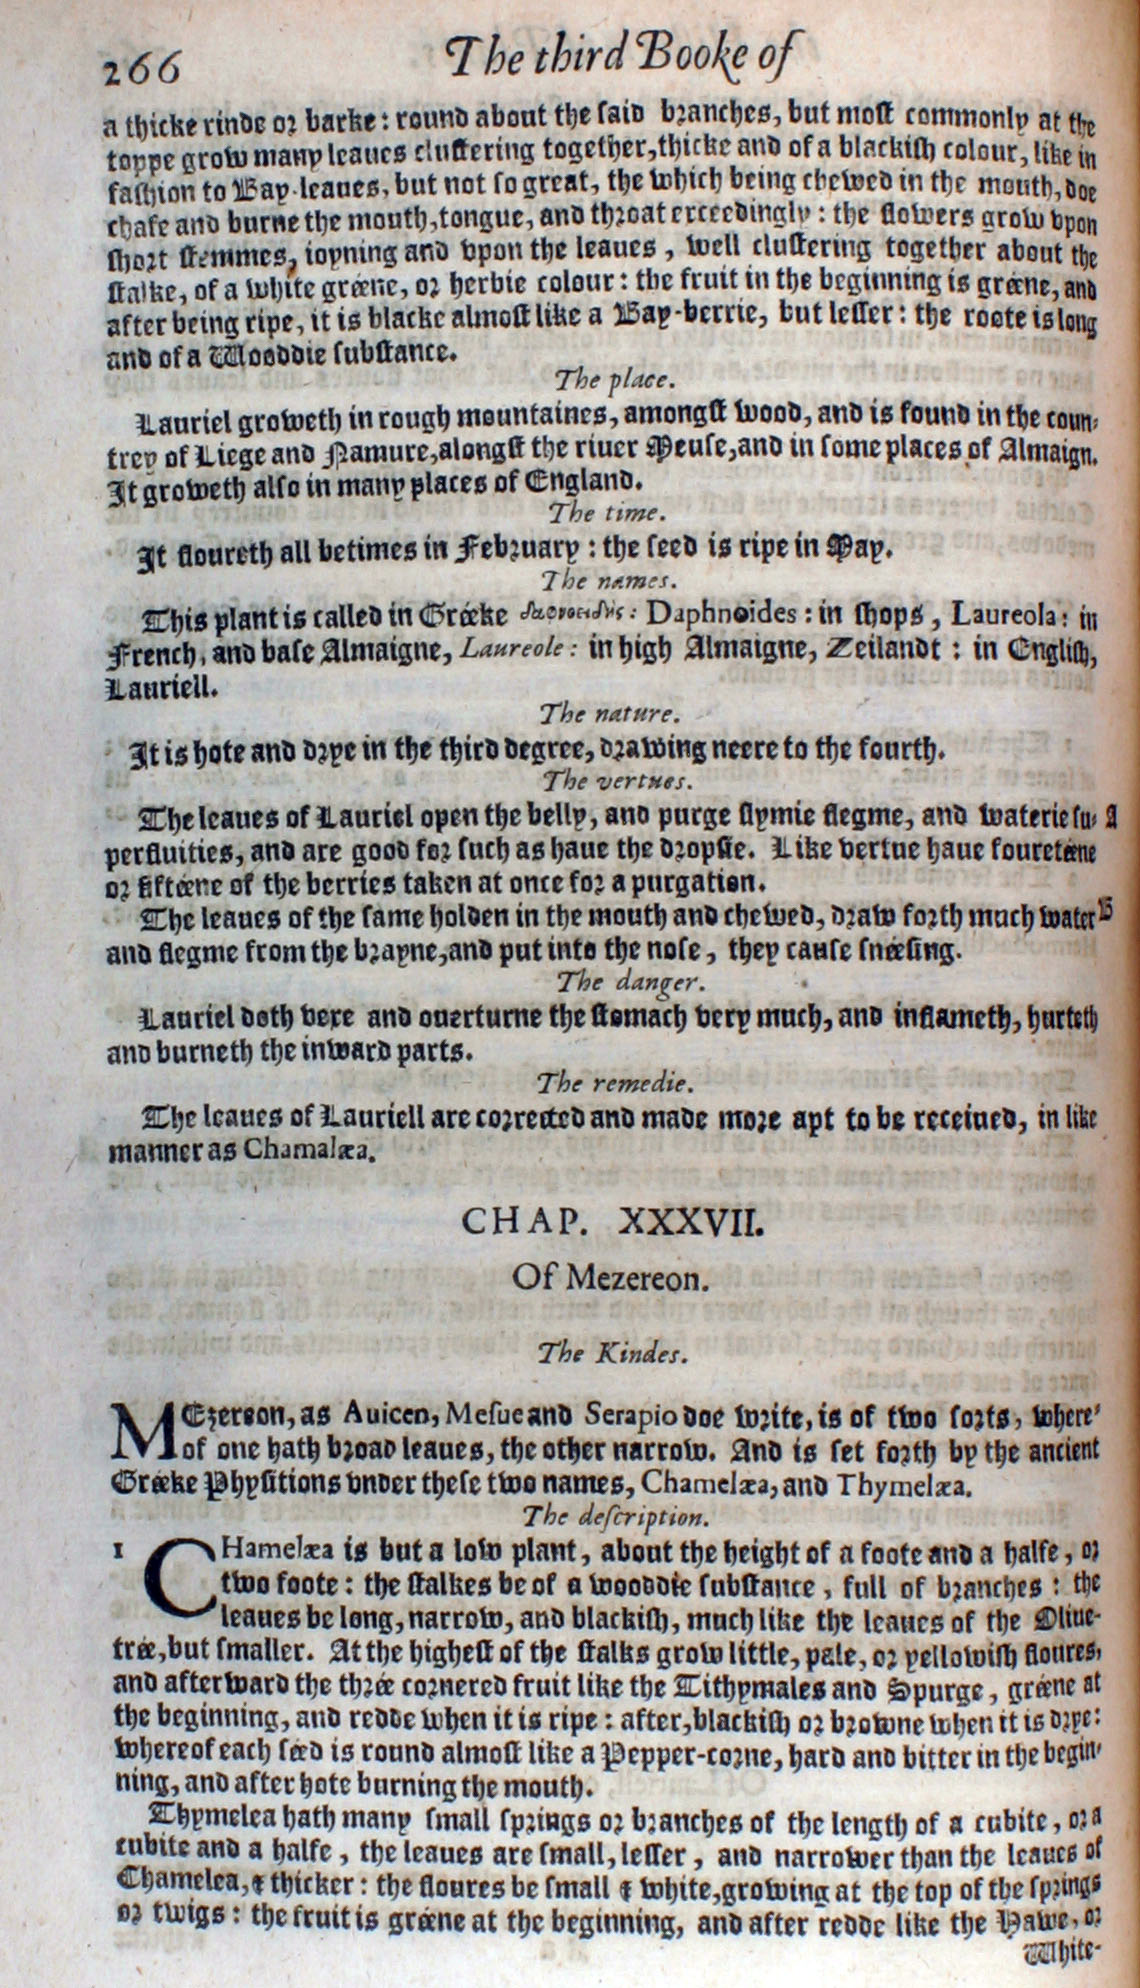 266 The third Booke of
a thicke rinde or barke: round about the said branches, but most commonly at the
toppe grow many leaues clustering together, thicke and of a blackish colour, like in
fashion to Bay-leaues, but not so great, the which being chewed in the mouth, doe
chafe and burne the mouth, tongue, and throat exceedingly: the flowers grow vpon
short stemmes, ioyning and vpon the leaues, well clustering together about the
stalke, of a white gréene, or herbie colour: the fruit in the beginning is gréene, and
after being ripe, it is blacke almost like a Bay-berrie, but lesser: the roote is long
and of a Wooddie substance.
The place.
Lauriel groweth in rough mountaines, amongst wood, and is found in the coun-
trey of Liege and Namure, alongst the riuer Meuse, and in some places of Almaign.
It groweth also in many places of England.
The time.
It floureth all betimes in February: the seed is ripe in May.
The names.
This plant is called in Gréeke δαφνοειδὴς: Daphnoides: in shops, Laureola: in
French, and base Almaigne, Laureole: in high Almaigne, Zeilandt: in English,
Lauriell.
The nature.
It is hote and drye in the third degree, drawing neere to the fourth.
The vertues.
The leaues of Lauriel open the belly, and purge slymie flegme, and waterie su- A
perfluities, and are good for such as haue the dropsie. Like vertue haue fouretéene
or fiftéene of the berries taken at once for a purgation.
The leaues of the same holden in the mouth and chewed, draw forth much water B
and flegme from the brayne, and put into the nose, they cause snéesing.
The danger.
Lauriel doth vexe and ouerturne the stomach very much, and inflameth, hurteth
and burneth the inward parts.
The remedie.
The leaues of Lauriell are corrected and made more apt to be receiued, in like
manner as Chamalæa.
CHAP. XXXVII.
Of Mezereon.
The Kindes.
MEzereon, as Auicen, Mesue and Serapio doe write, is of two sorts, where-
of one hath broad leaues, the other narrow. And is set forth by the ancient
Gréeke Physitions vnder these two names, Chamelæa, and Thymelæa.
The description.
1 CHamelæa is but a low plant, about the height of a foote and a halfe, or
two foote: the stalkes be of a wooddie substance, full of branches: the
leaues be long, narrow, and blackish, much like the leaues of the Oliue-
trée, but smaller. At the highest of the stalks grow little, pale, or yellowish floures,
and afterward the thrée cornered fruit like the Tithymales and Spurge, gréene at
the beginning, and redde when it is ripe: after, blackish or browne when it is drye:
whereof each séed is round almost like a Pepper-corne, hard and bitter in the begin-
ning, and after hote burning the mouth.
Thymelea hath many small springs or branches of the length of a cubite, or a
cubite and a halfe, the leaues are small, lesser, and narrower than the leaues of
Chamelea, & thicker: the floures be small & white, growing at the top of the springs
or twigs: the fruit is gréene at the beginning, and after redde like the Hawe, or
White-